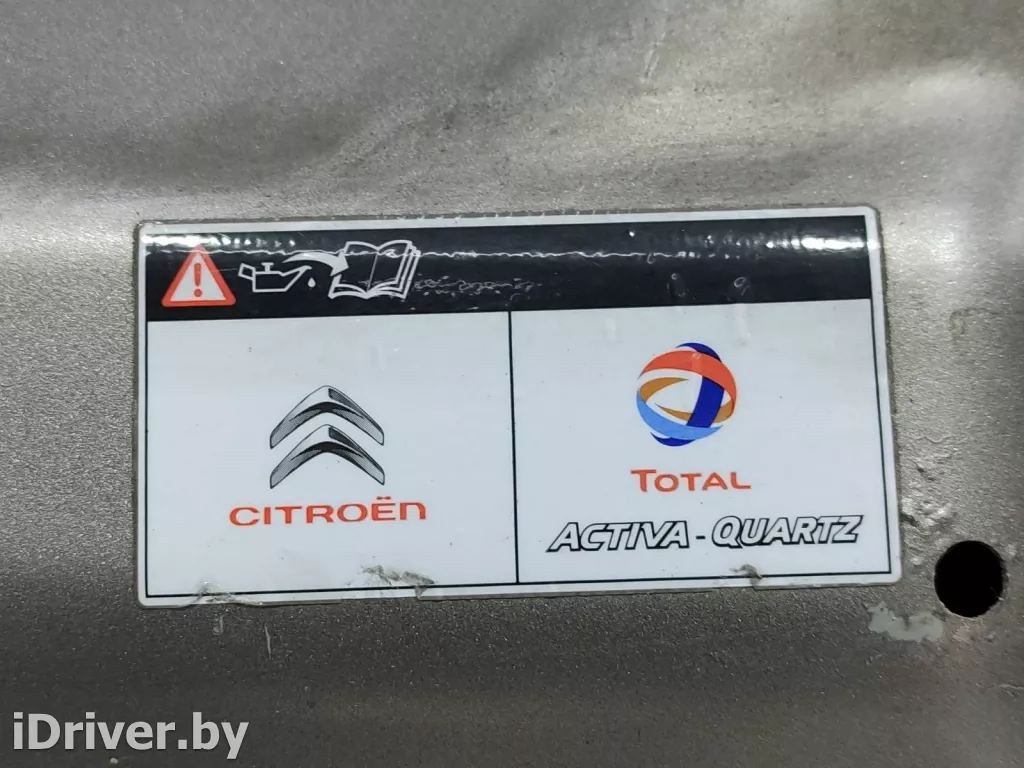 CITROËN
TOTAL
ACTIVA - QUARTZ
iDriver.by